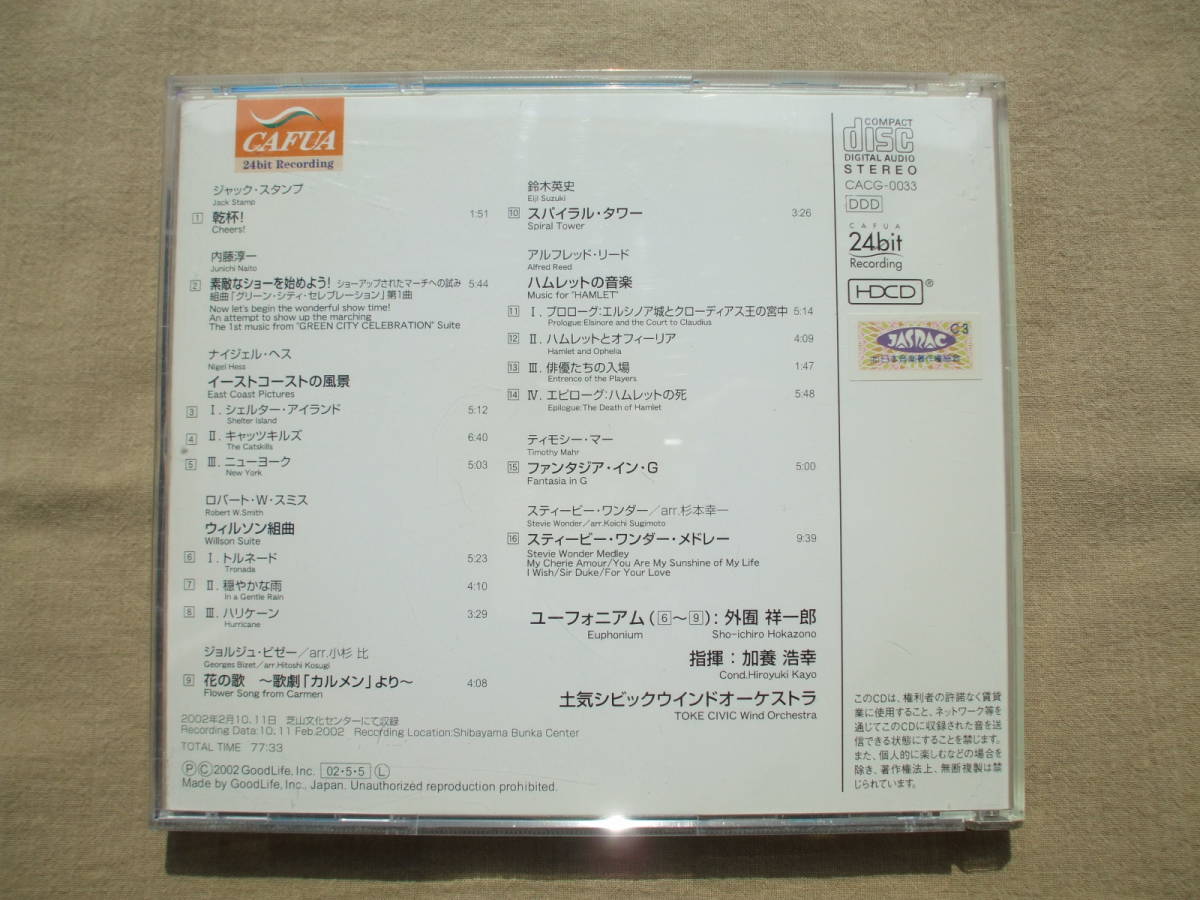 CAFUA
24bit Recording
ジャック・スタンプ
Jack Stamp
1 乾杯! 1:51
Cheers!
内藤淳一
Junichi Naito
2 素敵なショーを始めよう! ショーアップされたマーチへの試み 5:44
組曲「グリーン・シティ・セレブレーション」第1曲
Now let's begin the wonderful show time!
An attempt to show up the marching
The 1st music from "GREEN CITY CELEBRATION" Suite
ナイジェル・ヘス
Nigel Hess
イーストコーストの風景
East Coast Pictures
3 Ⅰ. シェルター・アイランド 5:12
Shelter Island
4 Ⅱ. キャッツキルズ 6:40
The Catskills
5 Ⅲ. ニューヨーク 5:03
New York
ロバート・W・スミス
Robert W.Smith
ウィルソン組曲
Willson Suite
6 Ⅰ. トルネード 5:23
Tronada
7 Ⅱ. 穏やかな雨 4:10
In a Gentle Rain
8 Ⅲ. ハリケーン 3:29
Hurricane
ジョルジュ・ビゼー/arr.小杉 比
Georges Bizet/arr.Hitoshi Kosugi
9 花の歌 ~歌劇「カルメン」より~ 4:08
Flower Song from Carmen
2002年2月10.11日 芝山文化センターにて収録
Recording Data:10. 11 Feb.2002 Recording Location:Shibayama Bunka Center
TOTAL TIME 77:33
ⓅⒸ2002 GoodLife, Inc. 02・5・5 Ⓛ
Made by GoodLife, Inc., Japan. Unauthorized reproduction prohibited.
鈴木英史
Eiji Suzuki
10 スパイラル・タワー 3:26
Spiral Tower
アルフレッド・リード
Alfred Reed
ハムレットの音楽
Music for "HAMLET"
11 Ⅰ. プロローグ:エルシノア城とクローディアス王の宮中 5:14
Prologue:Elsinore and the Court to Claudius
12 Ⅱ. ハムレットとオフィーリア 4:09
Hamlet and Ophelia
13 Ⅲ. 俳優たちの入場 1:47
Entrence of the Players
14 Ⅳ. エピローグ:ハムレットの死 5:48
Epilogue:The Death of Hamlet
ティモシー・マー
Timothy Mahr
15 ファンタジア・イン・G 5:00
Fantasia in G
スティービー・ワンダー/arr.杉本幸一
Stevie Wonder/arr.Koichi Sugimoto
16 スティービー・ワンダー・メドレー 9:39
Stevie Wonder Medley
My Cherie Amour/You Are My Sunshine of My Life
I Wish/Sir Duke/For Your Love
ユーフォニアム(6~9):外囿 祥一郎
Euphonium Sho-ichiro Hokazono
指揮:加養 浩幸
Cond.Hiroyuki Kayo
土気シビックウインドオーケストラ
TOKE CIVIC Wind Orchestra
COMPACT
disc
DIGITAL AUDIO
STEREO
CACG-0033
DDD
CAFUA
24bit
Recording
HDCD®
C3
JASRAC
日本音楽著作権協会
このCDは、権利者の許諾なく賃貸
業に使用すること、ネットワーク等を
通じてこのCDに収録された音を送
信できる状態にすることを禁じます。
また、個人的に楽しむなどの場合を
除き、著作権法上、無断複製は禁
じられています。